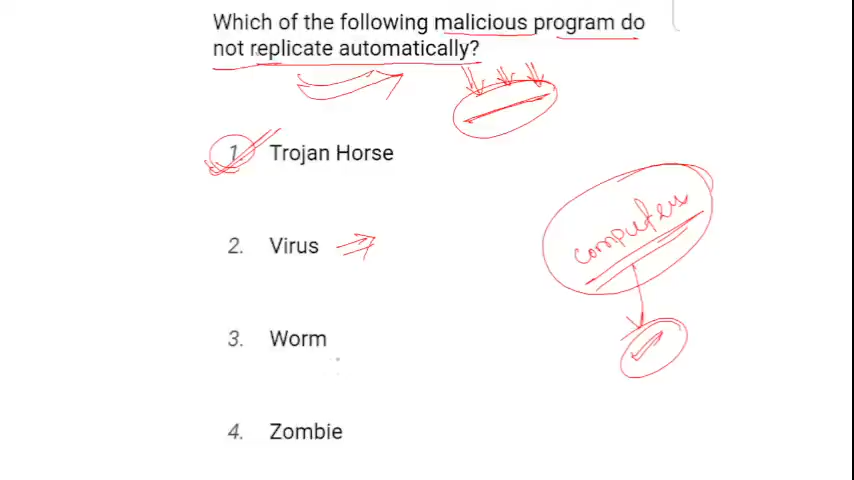 Which of the following malicious program do
not replicate automatically?
1 Trojan Horse
2. Virus
computer
3. Worm
4. Zombie